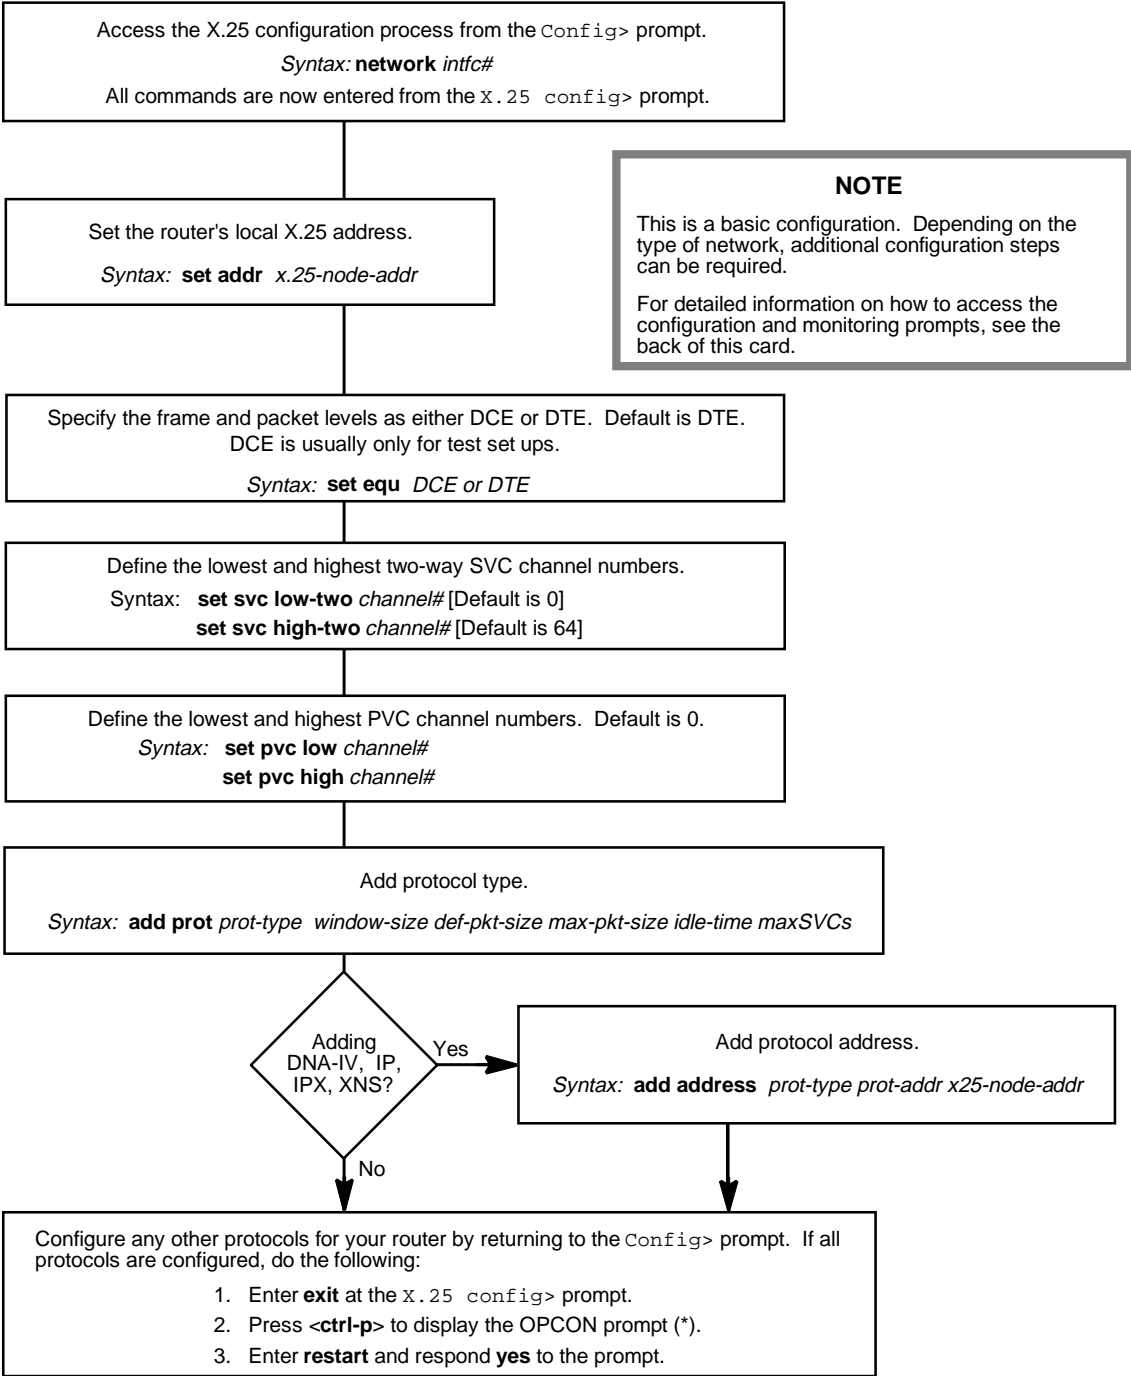 Access the X.25 configuration process from the Config> prompt.
Syntax: network intfc#
All commands are now entered from the X.25 config> prompt.
NOTE
This is a basic configuration. Depending on the
type of network, additional configuration steps
can be required.
For detailed information on how to access the
configuration and monitoring prompts, see the
back of this card.
Set the router's local X.25 address.
Syntax: set addr x.25-node-addr
Specify the frame and packet levels as either DCE or DTE. Default is DTE.
DCE is usually only for test set ups.
Syntax: set equ DCE or DTE
Define the lowest and highest two-way SVC channel numbers.
Syntax: set svc low-two channel# [Default is 0]
set svc high-two channel# [Default is 64]
Define the lowest and highest PVC channel numbers. Default is 0.
Syntax: set pvc low channel#
set pvc high channel#
Add protocol type.
Syntax: add prot prot-type window-size def-pkt-size max-pkt-size idle-time maxSVCs
Adding
DNA-IV, IP,
IPX, XNS?
Yes
Add protocol address.
Syntax: add address prot-type prot-addr x25-node-addr
No
Configure any other protocols for your router by returning to the Config> prompt. If all
protocols are configured, do the following:
1. Enter exit at the X.25 config> prompt.
2. Press <ctrl-p> to display the OPCON prompt (*).
3. Enter restart and respond yes to the prompt.